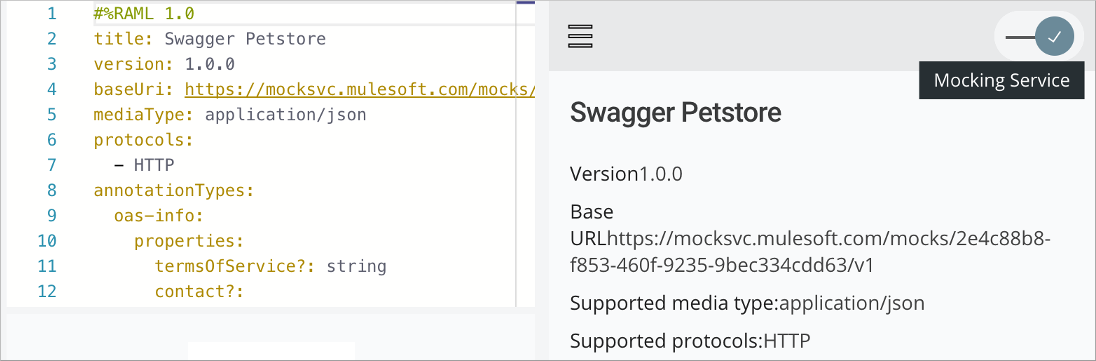 1 #%RAML 1.0
2 title: Swagger Petstore
3 version: 1.0.0
4 baseUri: https://mocksvc.mulesoft.com/mocks/
5 mediaType: application/json
6 protocols:
7 - HTTP
8 annotationTypes:
9 oas-info:
10 properties:
11 termsOfService?: string
12 contact?:
Mocking Service
Swagger Petstore
Version1.0.0
Base
URLhttps://mocksvc.mulesoft.com/mocks/2e4c88b8-
f853-460f-9235-9bec334cdd63/v1
Supported media type:application/json
Supported protocols:HTTP